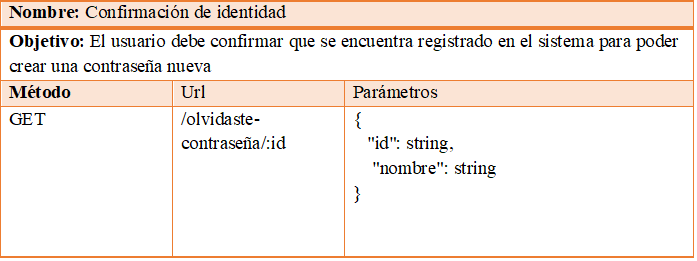 Nombre: Confirmación de identidad
Objetivo: El usuario debe confirmar que se encuentra registrado en el sistema para poder
crear una contraseña nueva
Método Url Parámetros
GET /olvidaste- {
contraseña/:id "id": string,
"nombre": string
}